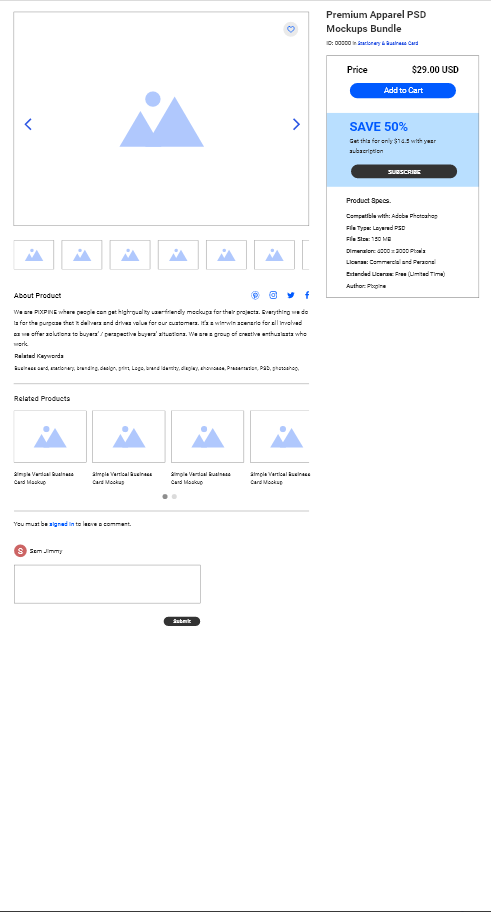 Premium Apparel PSD
Mockups Bundle
ID: 00000 in Stationery & Business Card
Price $29.00 USD
Add to Cart
SAVE 50%
Get this for only $14.5 with year
subscription
SUBSCRIBE
Product Specs.
Compatible with: Adobe Photoshop
File Type: Layered PSD
File Size: 150 MB
Dimension: 4000 x 3000 Pixels
License: Commercial and Personal
Extended License: Free (Limited Time)
Author: Pixpine
About Product
We are PIXPINE where people can get high-quality user-friendly mockups for their projects. Everything we do
is for the purpose that it delivers and drives value for our customers. It's a win-win scenario for all involved
as we offer solutions to buyers' / perspective buyers' situations. We are a group of creative enthusiasts who
work.
Related Keywords
Business card, stationery, branding, design, print, Logo, brand identity, display, showcase, Presentation, PSD, photoshop,
Related Products
Simple Vertical Business
Card Mockup
Simple Vertical Business
Card Mockup
Simple Vertical Business
Card Mockup
Simple Vertical Business
Card Mockup
You must be signed in to leave a comment.
S Sam Jimmy
Submit